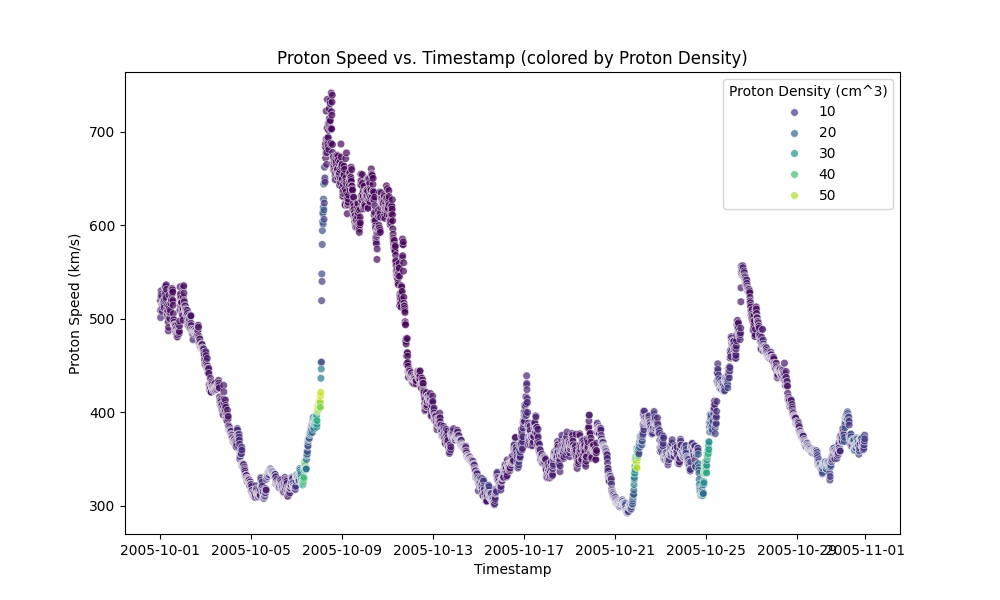 Proton Speed vs. Timestamp (colored by Proton Density)
Proton Density (cm^3)
10
20
30
40
50
700
600
500
400
300
Proton Speed (km/s)
2005-10-01 2005-10-05 2005-10-09 2005-10-13 2005-10-17 2005-10-21 2005-10-25 2005-10-29 2005-11-01
Timestamp